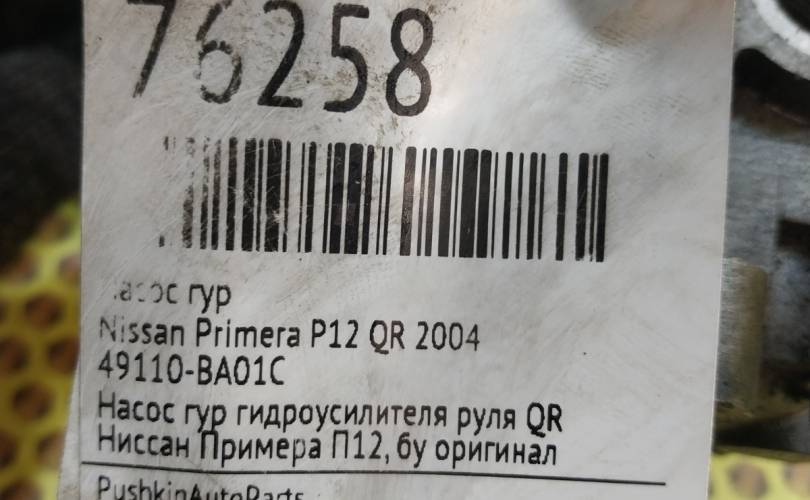 76258
Насос гур
Nissan Primera P12 QR 2004
49110-BA01C
Насос гур гидроусилителя руля QR
Ниссан Примера П12, бу оригинал
PushkinAutoParts